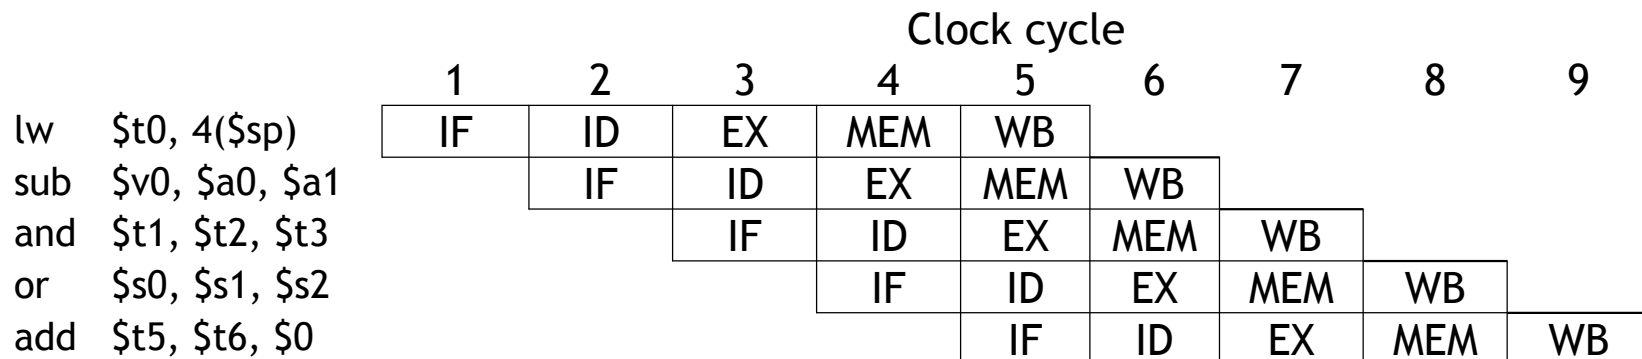 Clock cycle
1 2 3 4 5 6 7 8 9
lw $t0, 4($sp) IF ID EX MEM WB
sub $v0, $a0, $a1 IF ID EX MEM WB
and $t1, $t2, $t3 IF ID EX MEM WB
or $s0, $s1, $s2 IF ID EX MEM WB
add $t5, $t6, $0 IF ID EX MEM WB